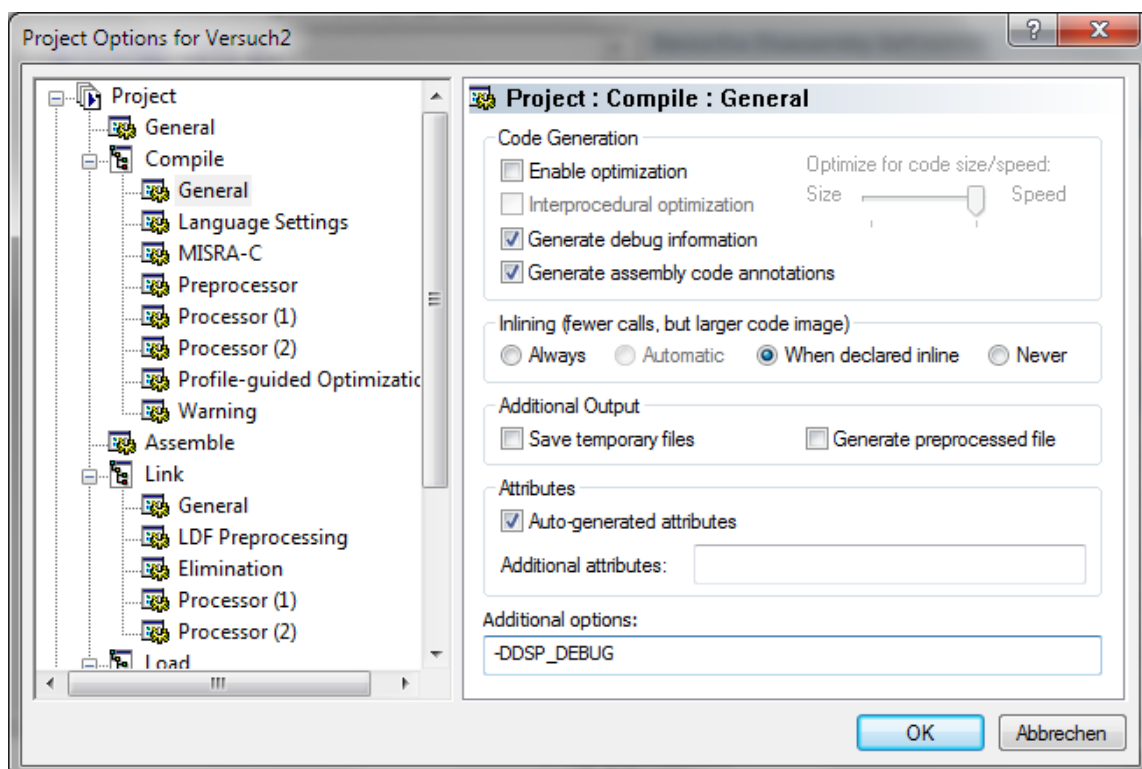 Project Options for Versuch2
Project
General
Compile
General
Language Settings
MISRA-C
Preprocessor
Processor (1)
Processor (2)
Profile-guided Optimizatic
Warning
Assemble
Link
General
LDF Preprocessing
Elimination
Processor (1)
Processor (2)
Load
Project : Compile : General
Code Generation
Enable optimization
Optimize for code size/speed:
Interprocedural optimization
Size Speed
Generate debug information
Generate assembly code annotations
Inlining (fewer calls, but larger code image)
Always Automatic When declared inline Never
Additional Output
Save temporary files Generate preprocessed file
Attributes
Auto-generated attributes
Additional attributes:
Additional options:
-DDSP_DEBUG
OK Abbrechen